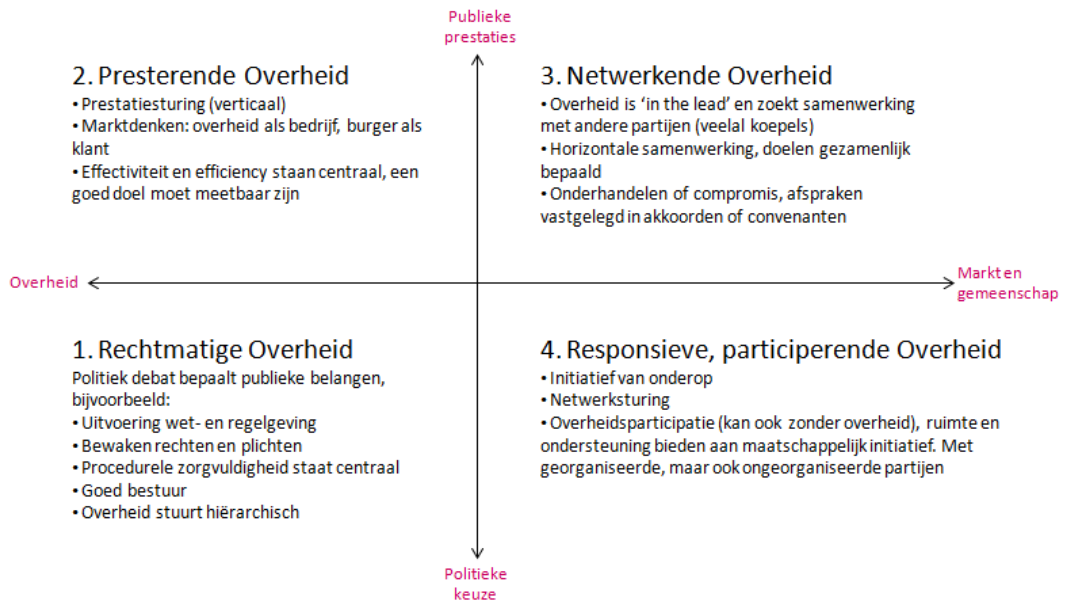 Publieke
prestaties
2. Presterende Overheid
• Prestatiesturing (verticaal)
• Marktdenken: overheid als bedrijf, burger als
klant
• Effectiviteit en efficiency staan centraal, een
goed doel moet meetbaar zijn
3. Netwerkende Overheid
• Overheid is ‘in the lead’ en zoekt samenwerking
met andere partijen (veelal koepels)
• Horizontale samenwerking, doelen gezamenlijk
bepaald
• Onderhandelen of compromis, afspraken
vastgelegd in akkoorden of convenanten
Overheid
Markt en
gemeenschap
1. Rechtmatige Overheid
Politiek debat bepaalt publieke belangen,
bijvoorbeeld:
• Uitvoering wet- en regelgeving
• Bewaken rechten en plichten
• Procedurele zorgvuldigheid staat centraal
• Goed bestuur
• Overheid stuurt hiërarchisch
4. Responsieve, participerende Overheid
• Initiatief van onderop
• Netwerksturing
• Overheidsparticipatie (kan ook zonder overheid), ruimte en
ondersteuning bieden aan maatschappelijk initiatief. Met
georganiseerde, maar ook ongeorganiseerde partijen
Politieke
keuze